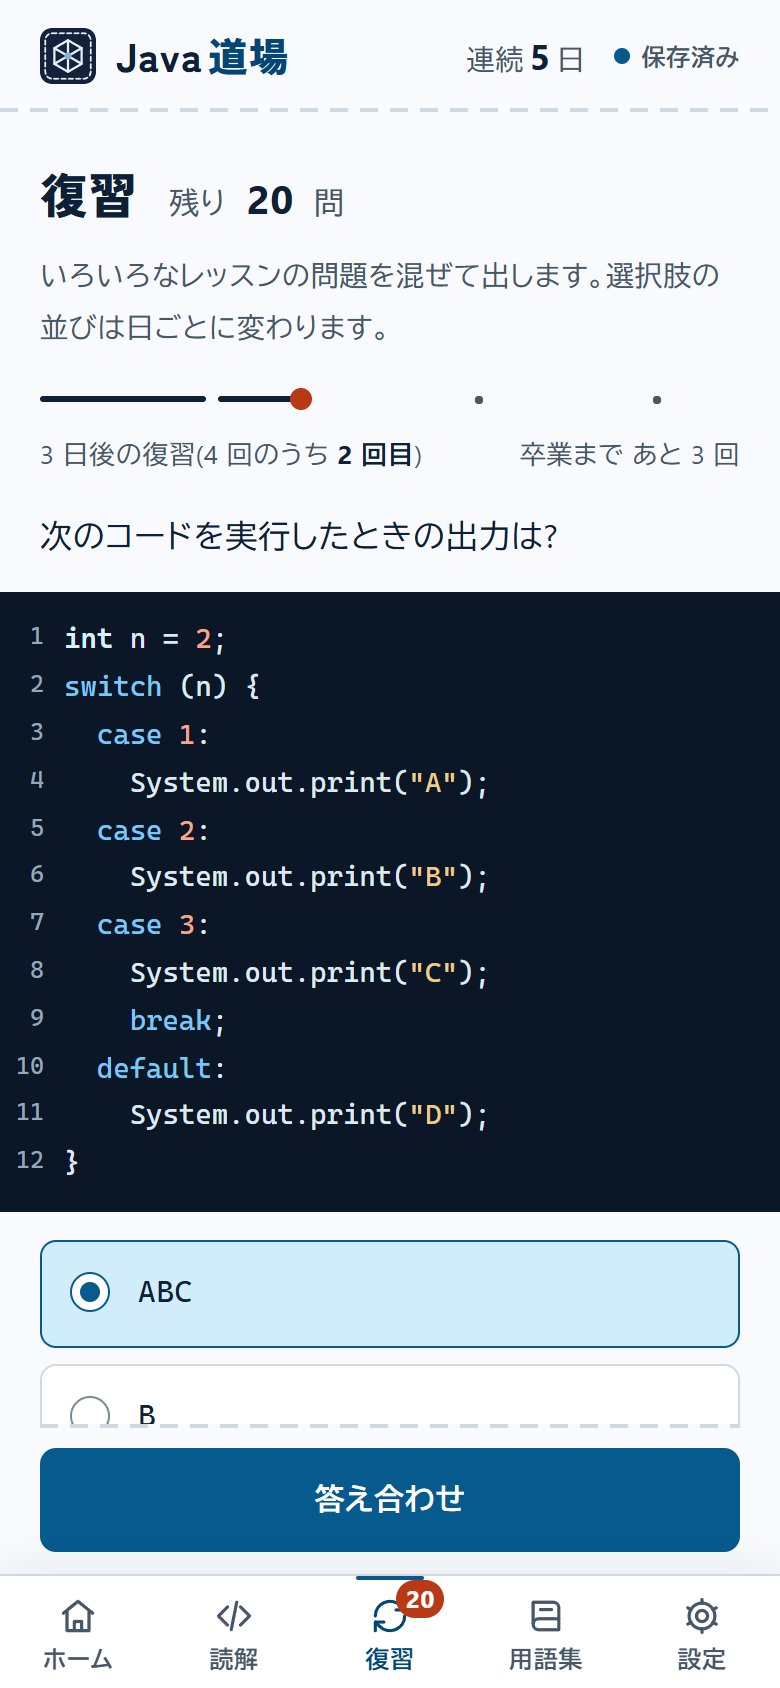 Java 道場
連続 5 日
保存済み
復習 残り 20 問
いろいろなレッスンの問題を混ぜて出します。選択肢の
並びは日ごとに変わります。
3 日後の復習(4 回のうち 2 回目)
卒業まで あと 3 回
次のコードを実行したときの出力は?
1 int n = 2;
2 switch (n) {
3   case 1:
4     System.out.print("A");
5   case 2:
6     System.out.print("B");
7   case 3:
8     System.out.print("C");
9     break;
10   default:
11     System.out.print("D");
12 }
ABC
B
答え合わせ
20
ホーム
読解
復習
用語集
設定